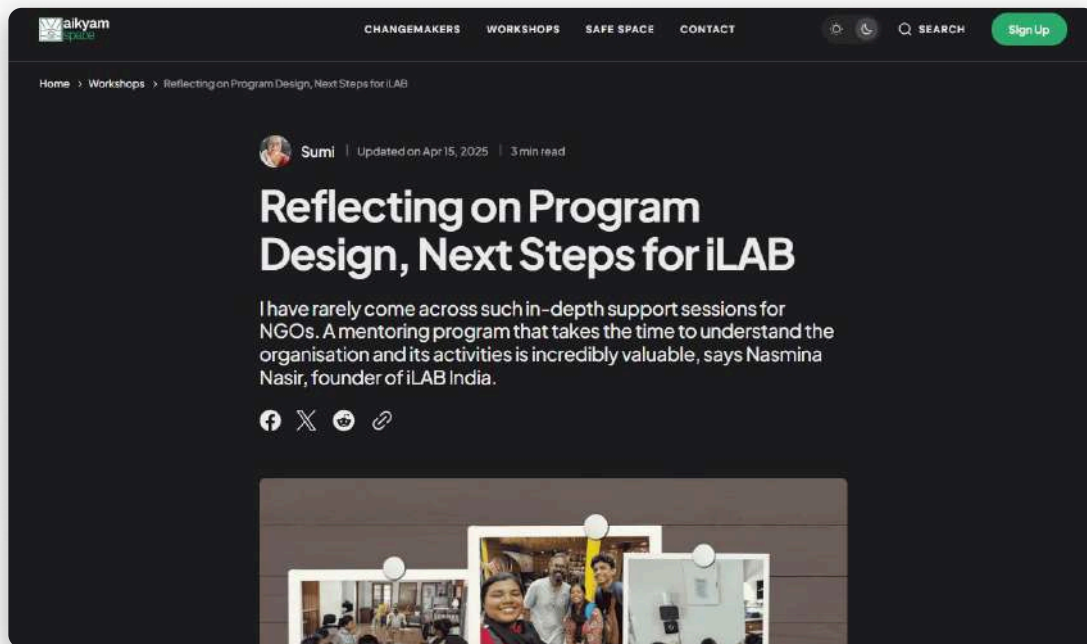 aikyam
space
CHANGEMAKERS WORKSHOPS SAFE SPACE CONTACT
SEARCH
Sign Up
Home > Workshops > Reflecting on Program Design, Next Steps for iLAB
Sumi | Updated on Apr 15, 2025 | 3 min read
Reflecting on Program
Design, Next Steps for iLAB
I have rarely come across such in-depth support sessions for
NGOs. A mentoring program that takes the time to understand the
organisation and its activities is incredibly valuable, says Nasmina
Nasir, founder of iLAB India.